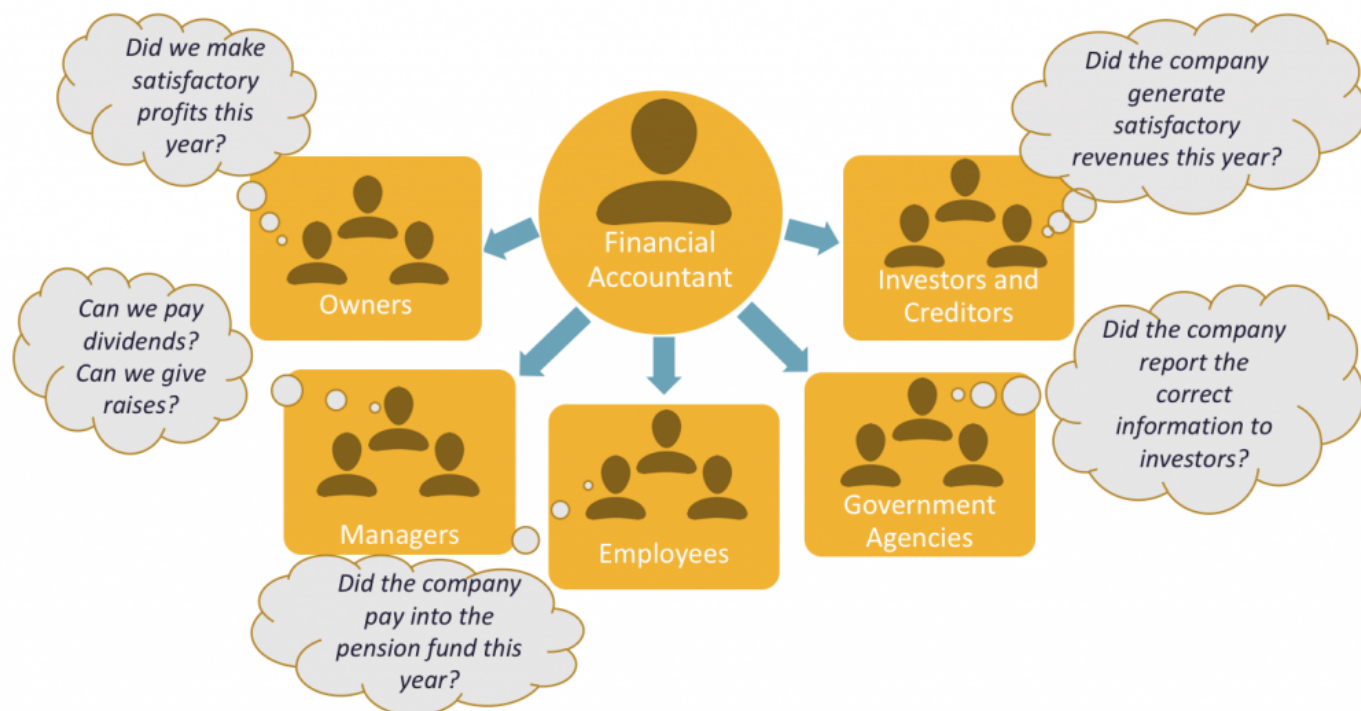 Did we make
satisfactory
profits this
year?
Did the company
generate
satisfactory
revenues this year?
Financial
Accountant
Owners
Investors and
Creditors
Can we pay
dividends?
Can we give
raises?
Did the company
report the
correct
information to
investors?
Managers
Employees
Government
Agencies
Did the company
pay into the
pension fund this
year?